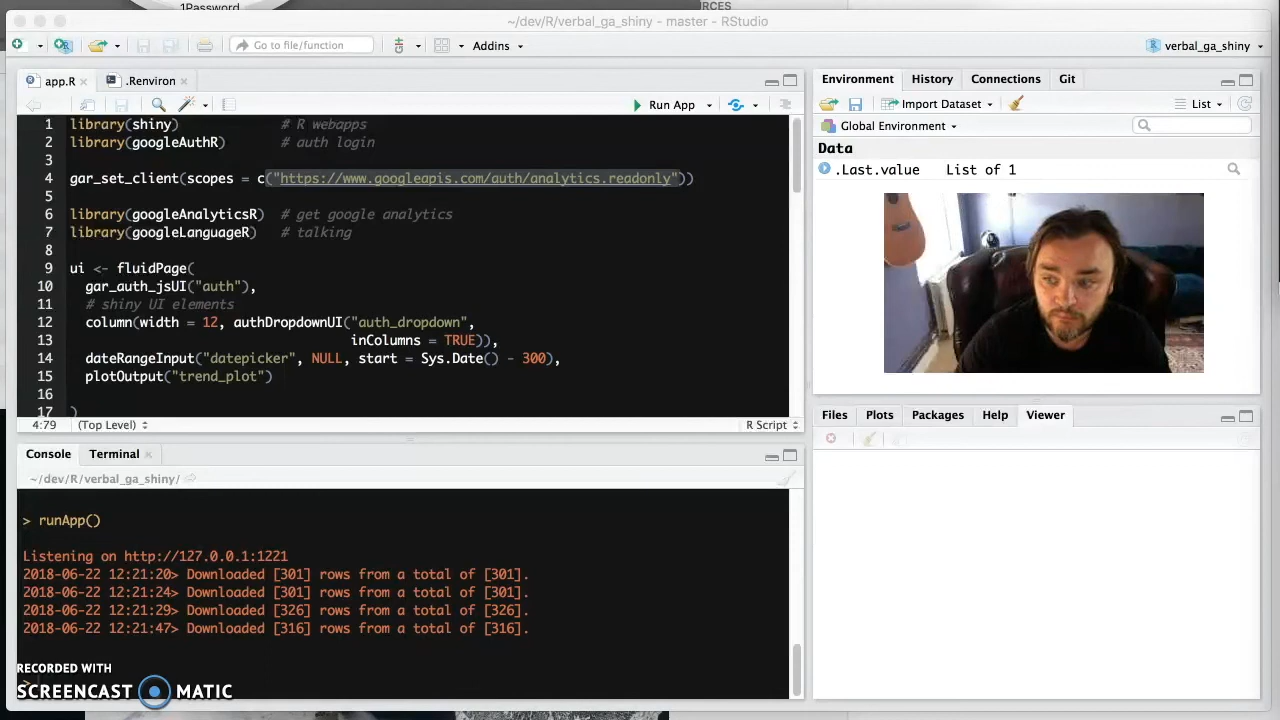 1Password
RCES
~/dev/R/verbal_ga_shiny - master - RStudio
Go to file/function
Addins
verbal_ga_shiny
app.R
.Renviron
Run App
1 library(shiny) # R webapps
2 library(googleAuthR) # auth login
3
4 gar_set_client(scopes = c("https://www.googleapis.com/auth/analytics.readonly"))
5
6 library(googleAnalyticsR) # get google analytics
7 library(googleLanguageR) # talking
8
9 ui <- fluidPage(
10 gar_auth_jsUI("auth"),
11 # shiny UI elements
12 column(width = 12, authDropdownUI("auth_dropdown",
13 inColumns = TRUE)),
14 dateRangeInput("datepicker", NULL, start = Sys.Date() - 300),
15 plotOutput("trend_plot")
16
17 )
4:79 (Top Level) R Script
Console Terminal
~/dev/R/verbal_ga_shiny/
> runApp()
Listening on http://127.0.0.1:1221
2018-06-22 12:21:20> Downloaded [301] rows from a total of [301].
2018-06-22 12:21:24> Downloaded [301] rows from a total of [301].
2018-06-22 12:21:29> Downloaded [326] rows from a total of [326].
2018-06-22 12:21:47> Downloaded [316] rows from a total of [316].
>
RECORDED WITH
SCREENCAST MATIC
Environment History Connections Git
Import Dataset List
Global Environment
Data
.Last.value List of 1
Files Plots Packages Help Viewer